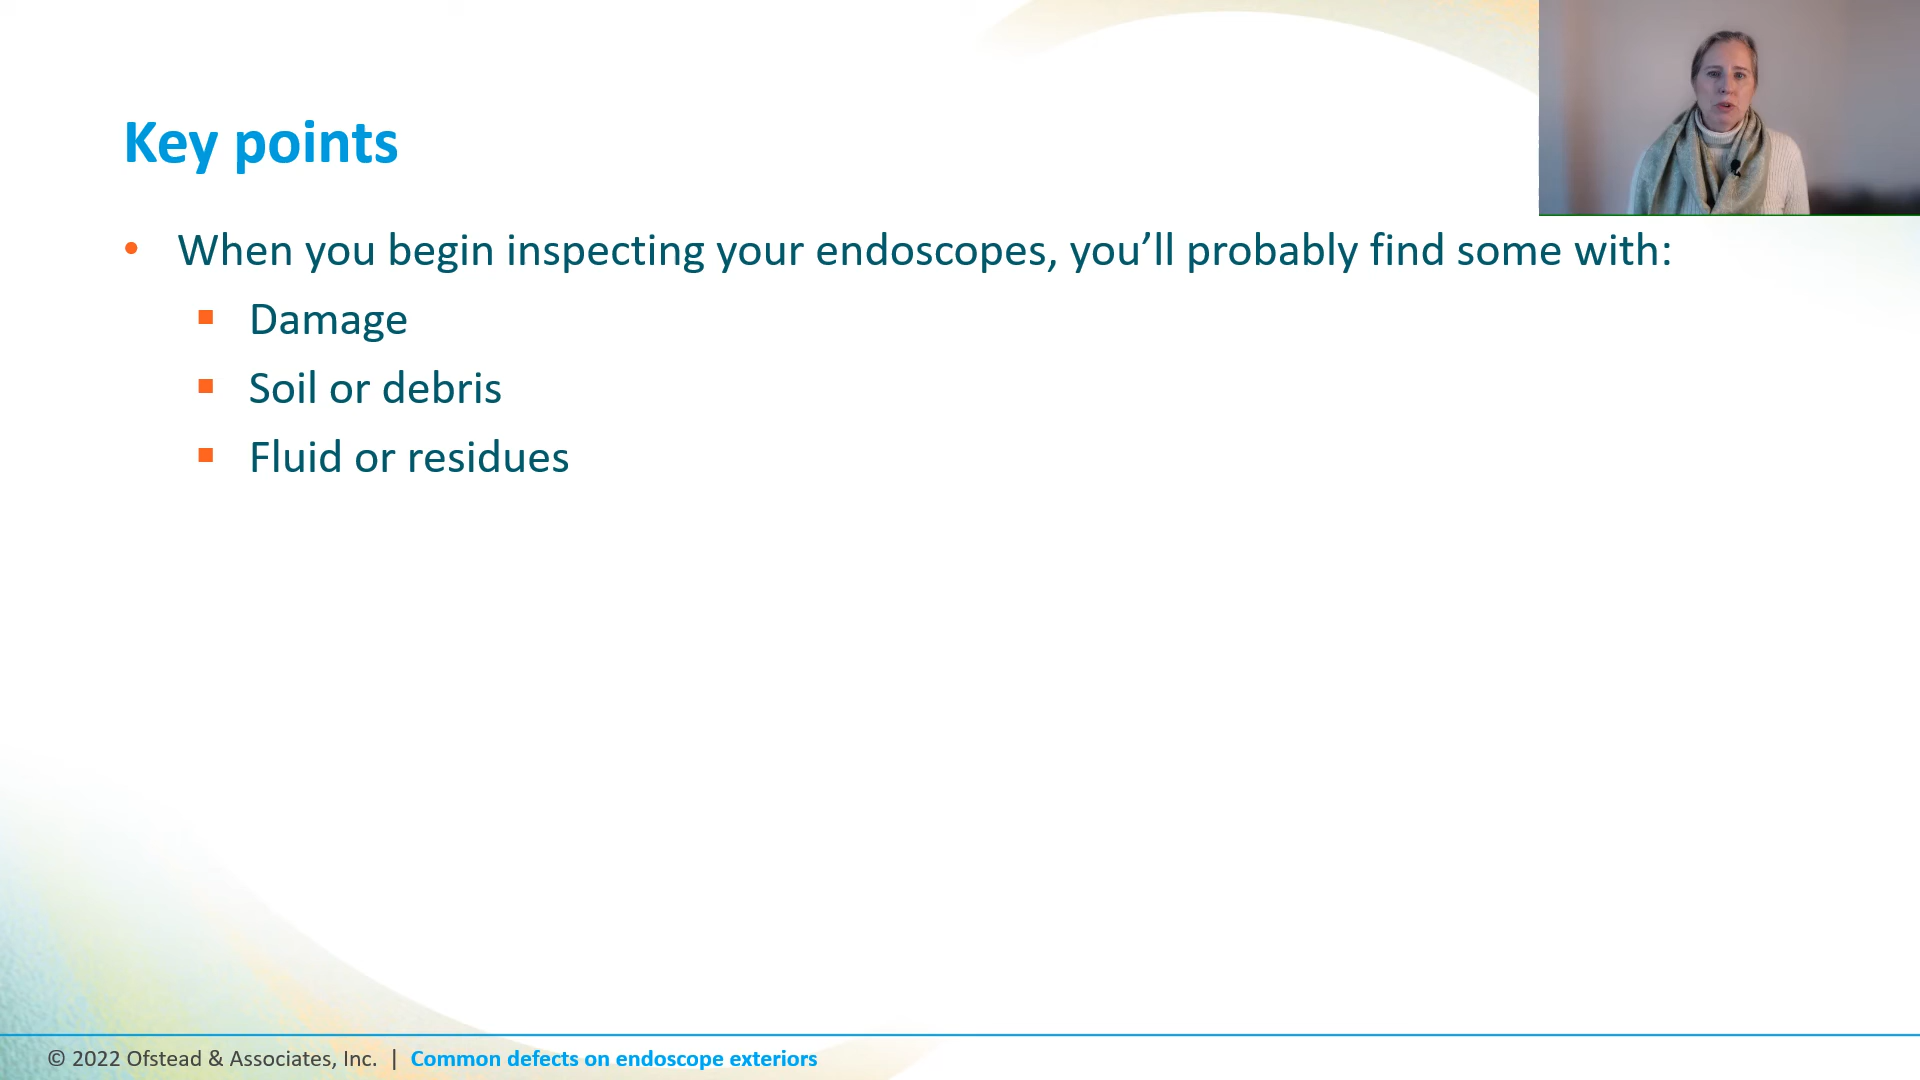 Key points
• When you begin inspecting your endoscopes, you’ll probably find some with:
▪ Damage
▪ Soil or debris
▪ Fluid or residues
© 2022 Ofstead & Associates, Inc. | Common defects on endoscope exteriors